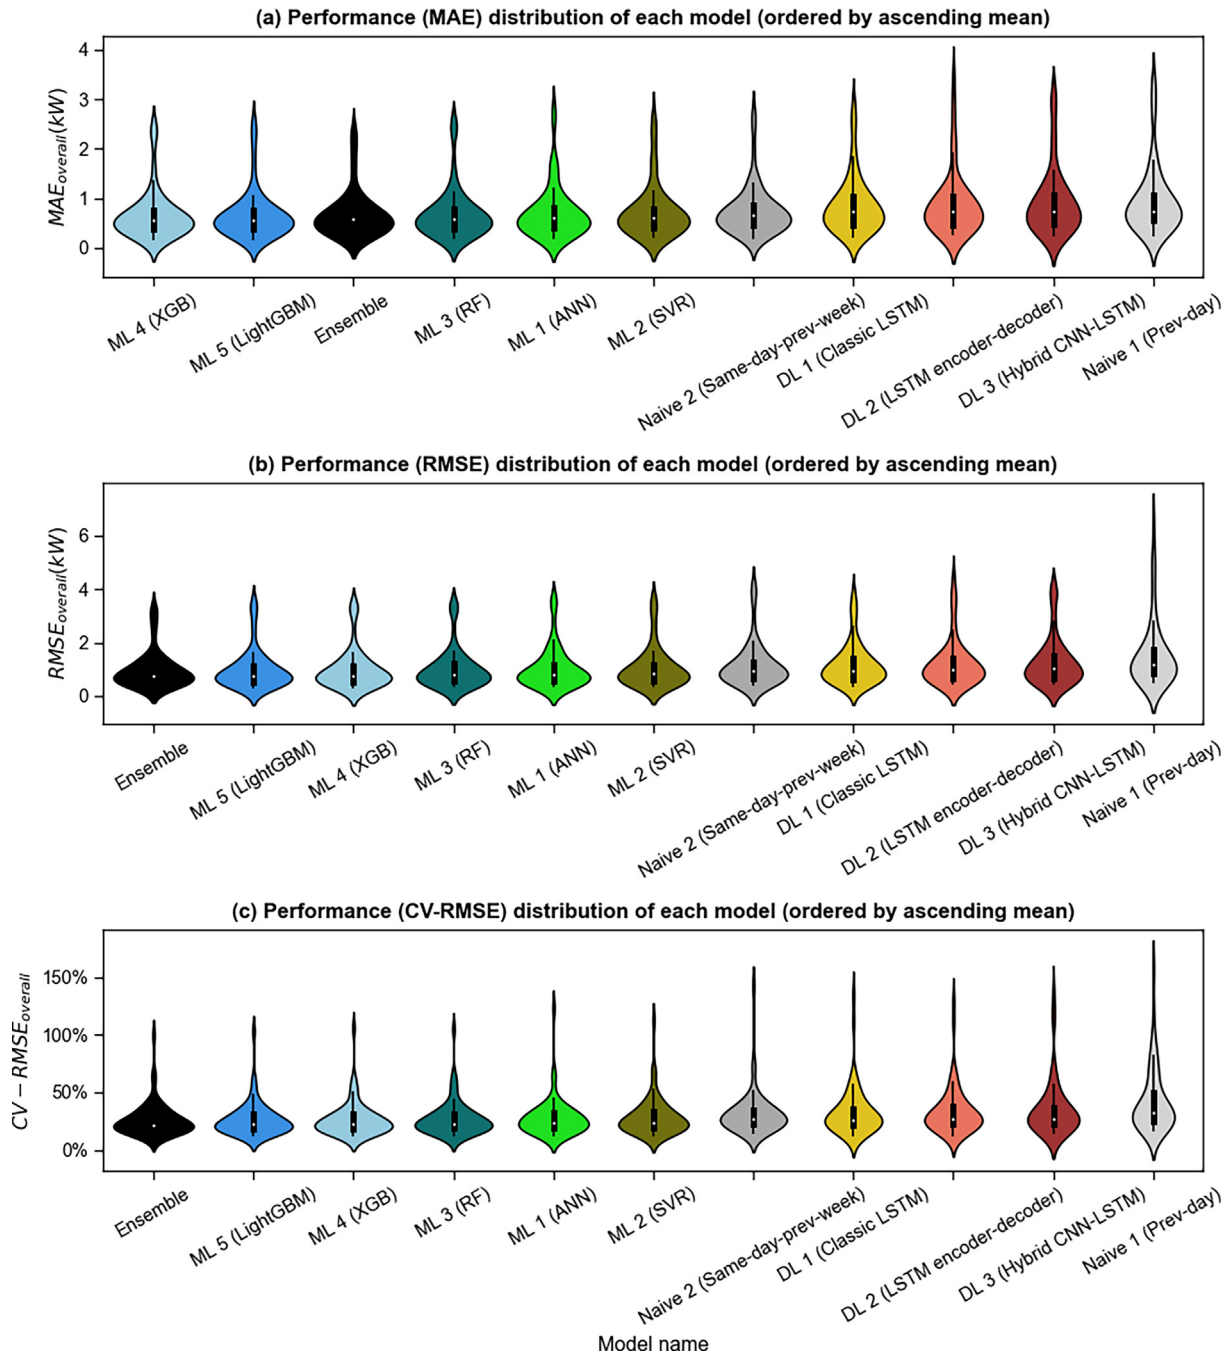 (a) Performance (MAE) distribution of each model (ordered by ascending mean)
MAE_overall(kW)
4
3
2
1
0
ML 4 (XGB)
ML 5 (LightGBM)
Ensemble
ML 3 (RF)
ML 1 (ANN)
ML 2 (SVR)
Naive 2 (Same-day-prev-week)
DL 1 (Classic LSTM)
DL 2 (LSTM encoder-decoder)
DL 3 (Hybrid CNN-LSTM)
Naive 1 (Prev-day)
(b) Performance (RMSE) distribution of each model (ordered by ascending mean)
RMSE_overall(kW)
6
4
2
0
Ensemble
ML 5 (LightGBM)
ML 4 (XGB)
ML 3 (RF)
ML 1 (ANN)
ML 2 (SVR)
Naive 2 (Same-day-prev-week)
DL 1 (Classic LSTM)
DL 2 (LSTM encoder-decoder)
DL 3 (Hybrid CNN-LSTM)
Naive 1 (Prev-day)
(c) Performance (CV-RMSE) distribution of each model (ordered by ascending mean)
CV − RMSE_overall
150%
100%
50%
0%
Ensemble
ML 5 (LightGBM)
ML 4 (XGB)
ML 3 (RF)
ML 1 (ANN)
ML 2 (SVR)
Naive 2 (Same-day-prev-week)
DL 1 (Classic LSTM)
DL 2 (LSTM encoder-decoder)
DL 3 (Hybrid CNN-LSTM)
Naive 1 (Prev-day)
Model name